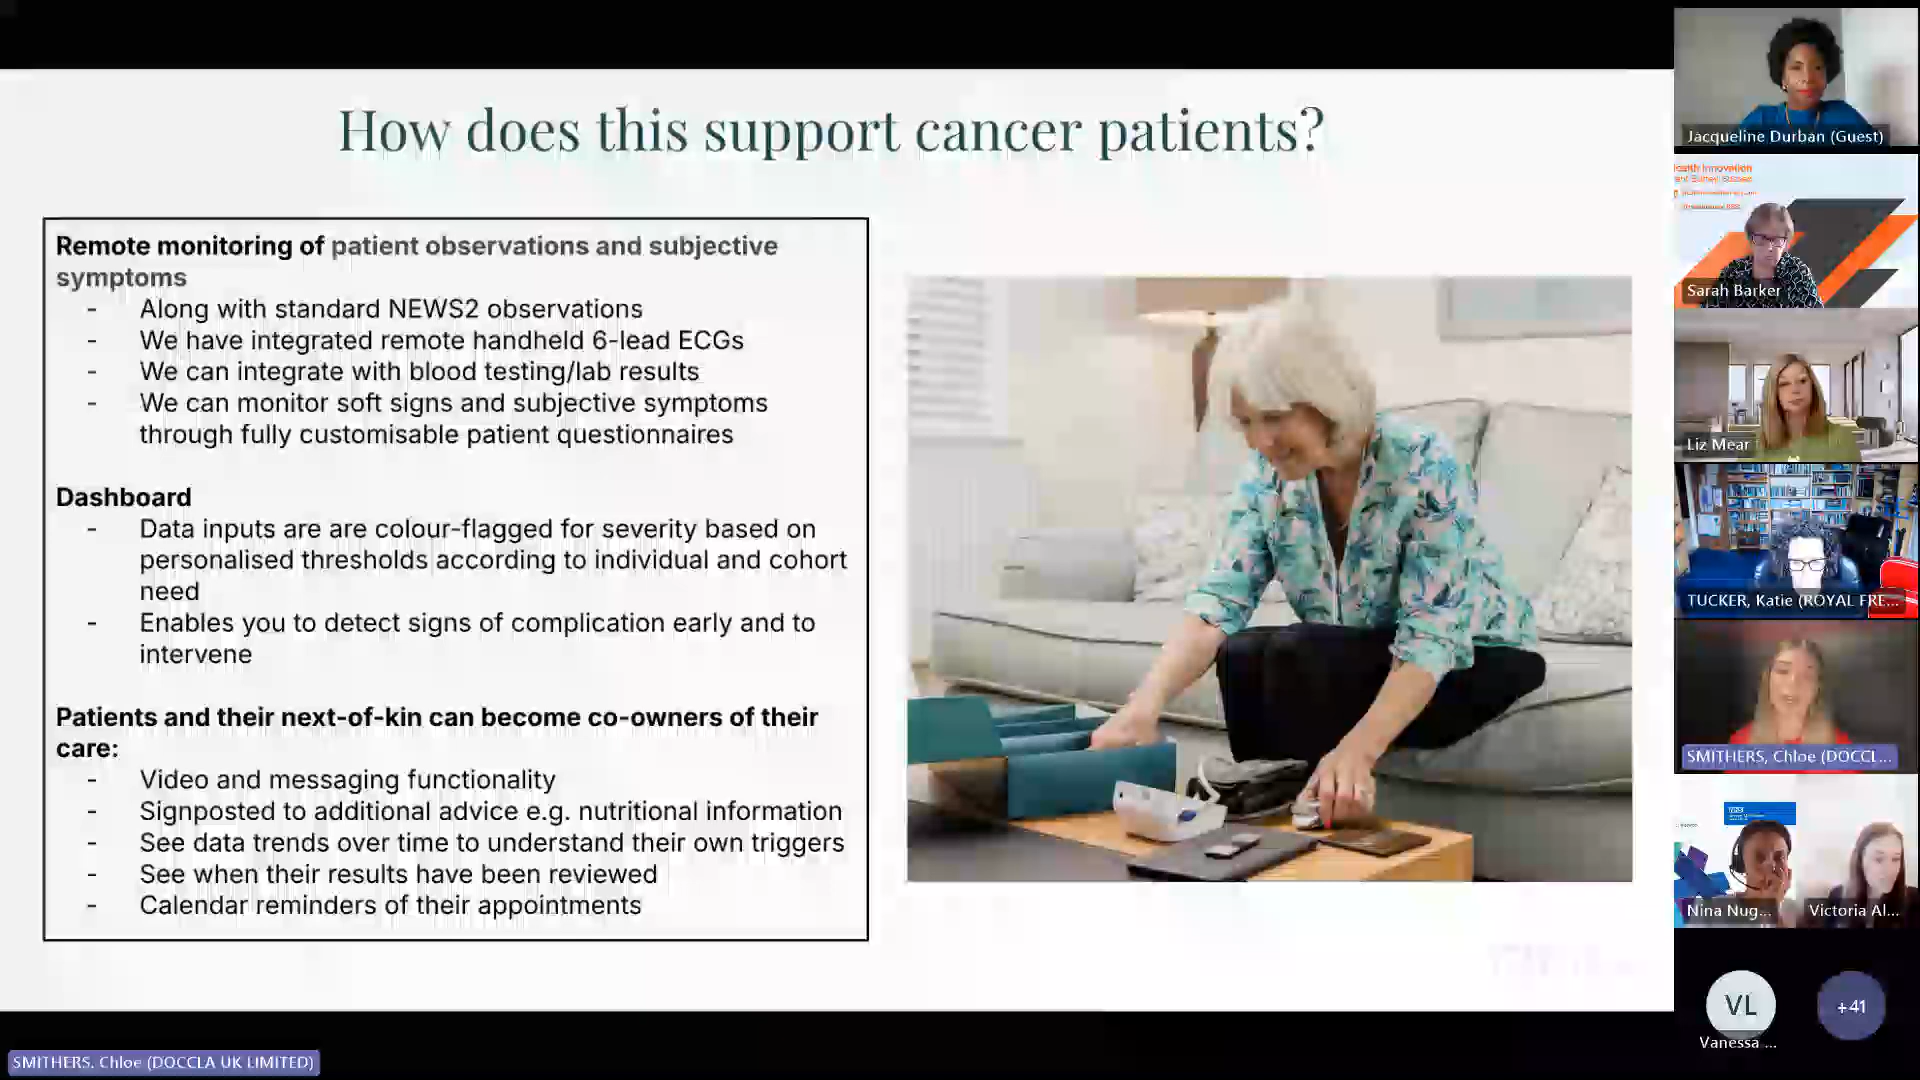 How does this support cancer patients?
Remote monitoring of patient observations and subjective
symptoms
- Along with standard NEWS2 observations
- We have integrated remote handheld 6-lead ECGs
- We can integrate with blood testing/lab results
- We can monitor soft signs and subjective symptoms
through fully customisable patient questionnaires
Dashboard
- Data inputs are are colour-flagged for severity based on
personalised thresholds according to individual and cohort
need
- Enables you to detect signs of complication early and to
intervene
Patients and their next-of-kin can become co-owners of their
care:
- Video and messaging functionality
- Signposted to additional advice e.g. nutritional information
- See data trends over time to understand their own triggers
- See when their results have been reviewed
- Calendar reminders of their appointments
SMITHERS, Chloe (DOCCLA UK LIMITED)
Jacqueline Durban (Guest)
Health Innovation
Sarah Barker
Liz Mear
TUCKER, Katie (ROYAL FRE...
SMITHERS, Chloe (DOCCL...
Nina Nug...
Victoria Al...
VL
+41
Vanessa ...